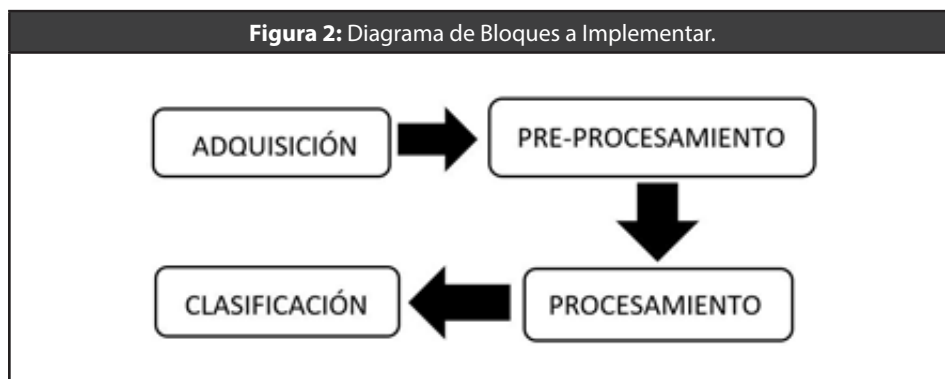 Figura 2: Diagrama de Bloques a Implementar.
ADQUISICIÓN
PRE-PROCESAMIENTO
PROCESAMIENTO
CLASIFICACIÓN